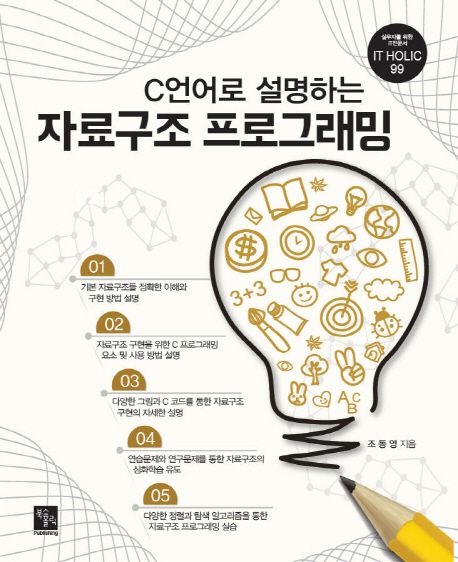 실무자를 위한
IT전문서
IT HOLIC
99
C언어로 설명하는
자료구조 프로그래밍
3+3
A
B
C
01
기본 자료구조들 정확한 이해와
구현 방법 설명
02
자료구조 구현을 위한 C 프로그래밍
요소 및 사용 방법 설명
03
다양한 그림과 C 코드를 통한 자료구조
구현의 자세한 설명
04
연습문제와 연구문제를 통한 자료구조의
심화학습 유도
05
다양한 정렬과 탐색 알고리즘을 통한
자료구조 프로그래밍 실습
조동영 지음
북스홀릭
Publishing